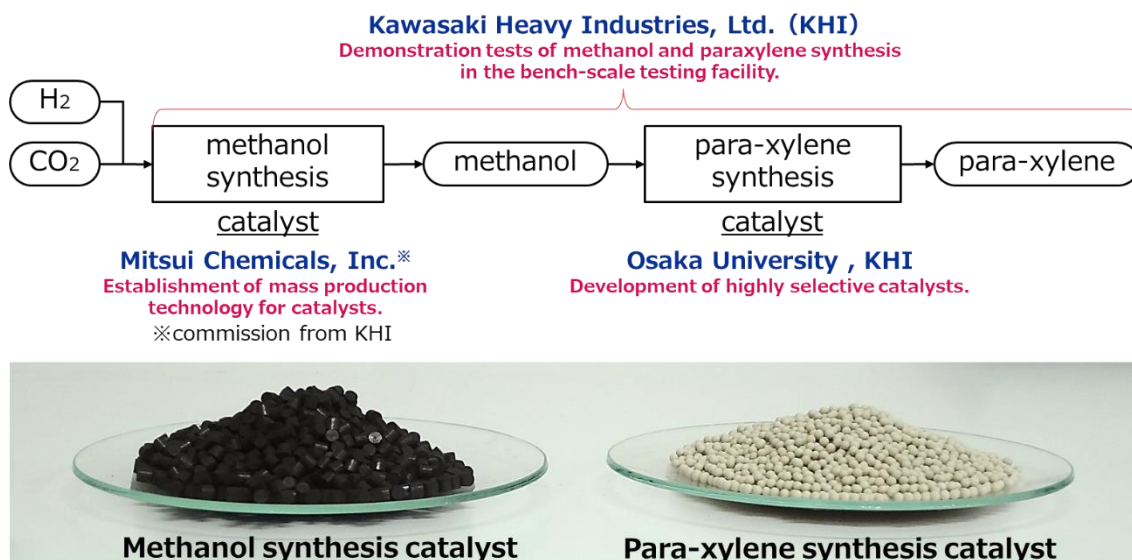 Kawasaki Heavy Industries, Ltd.（KHI）
Demonstration tests of methanol and paraxylene synthesis
in the bench-scale testing facility.
H2
CO2
methanol
synthesis
methanol
para-xylene
synthesis
para-xylene
catalyst
catalyst
Mitsui Chemicals, Inc.※
Establishment of mass production
technology for catalysts.
※commission from KHI
Osaka University , KHI
Development of highly selective catalysts.
Methanol synthesis catalyst
Para-xylene synthesis catalyst